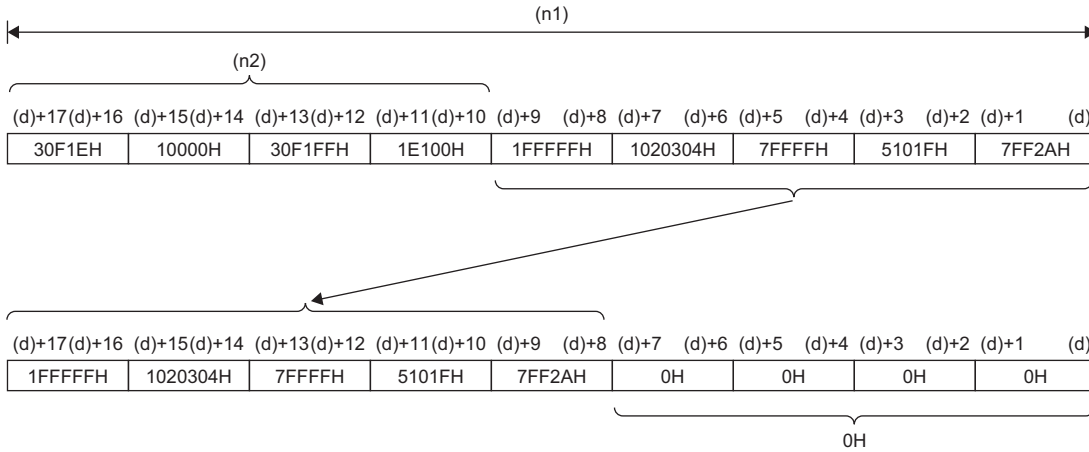 (n1)
(n2)
(d)+17(d)+16 (d)+15(d)+14 (d)+13(d)+12 (d)+11(d)+10 (d)+9 (d)+8 (d)+7 (d)+6 (d)+5 (d)+4 (d)+3 (d)+2 (d)+1 (d)
30F1EH 10000H 30F1FFH 1E100H 1FFFFFH 1020304H 7FFFFH 5101FH 7FF2AH
(d)+17(d)+16 (d)+15(d)+14 (d)+13(d)+12 (d)+11(d)+10 (d)+9 (d)+8 (d)+7 (d)+6 (d)+5 (d)+4 (d)+3 (d)+2 (d)+1 (d)
1FFFFFH 1020304H 7FFFFH 5101FH 7FF2AH 0H 0H 0H 0H
0H